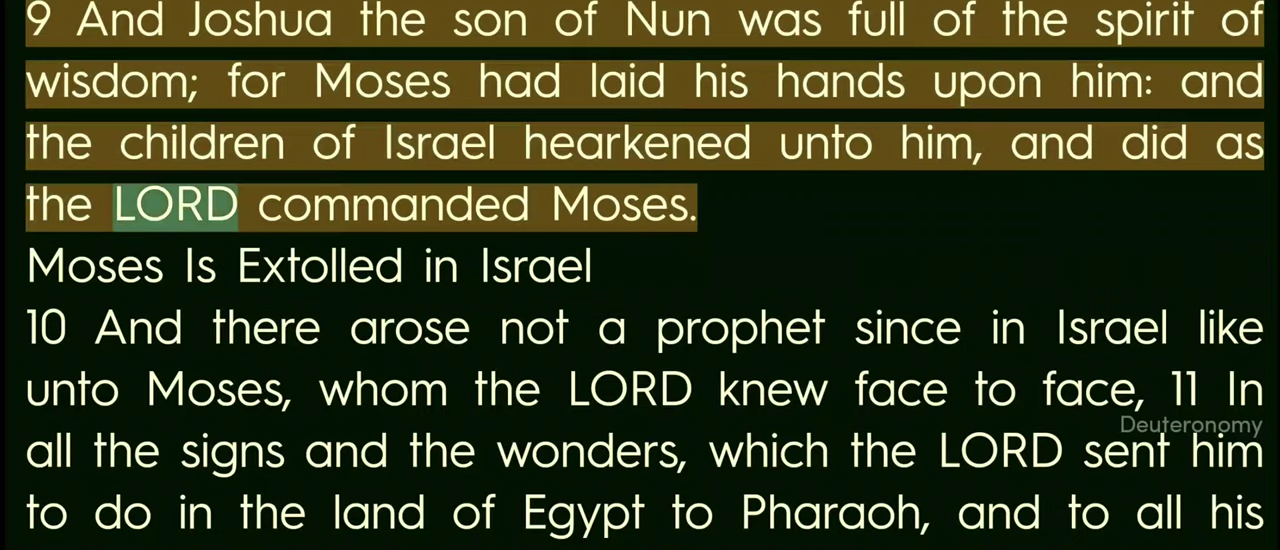 9 And Joshua the son of Nun was full of the spirit of
wisdom; for Moses had laid his hands upon him: and
the children of Israel hearkened unto him, and did as
the LORD commanded Moses.
Moses Is Extolled in Israel
10 And there arose not a prophet since in Israel like
unto Moses, whom the LORD knew face to face, 11 In
Deuteronomy
all the signs and the wonders, which the LORD sent him
to do in the land of Egypt to Pharaoh, and to all his